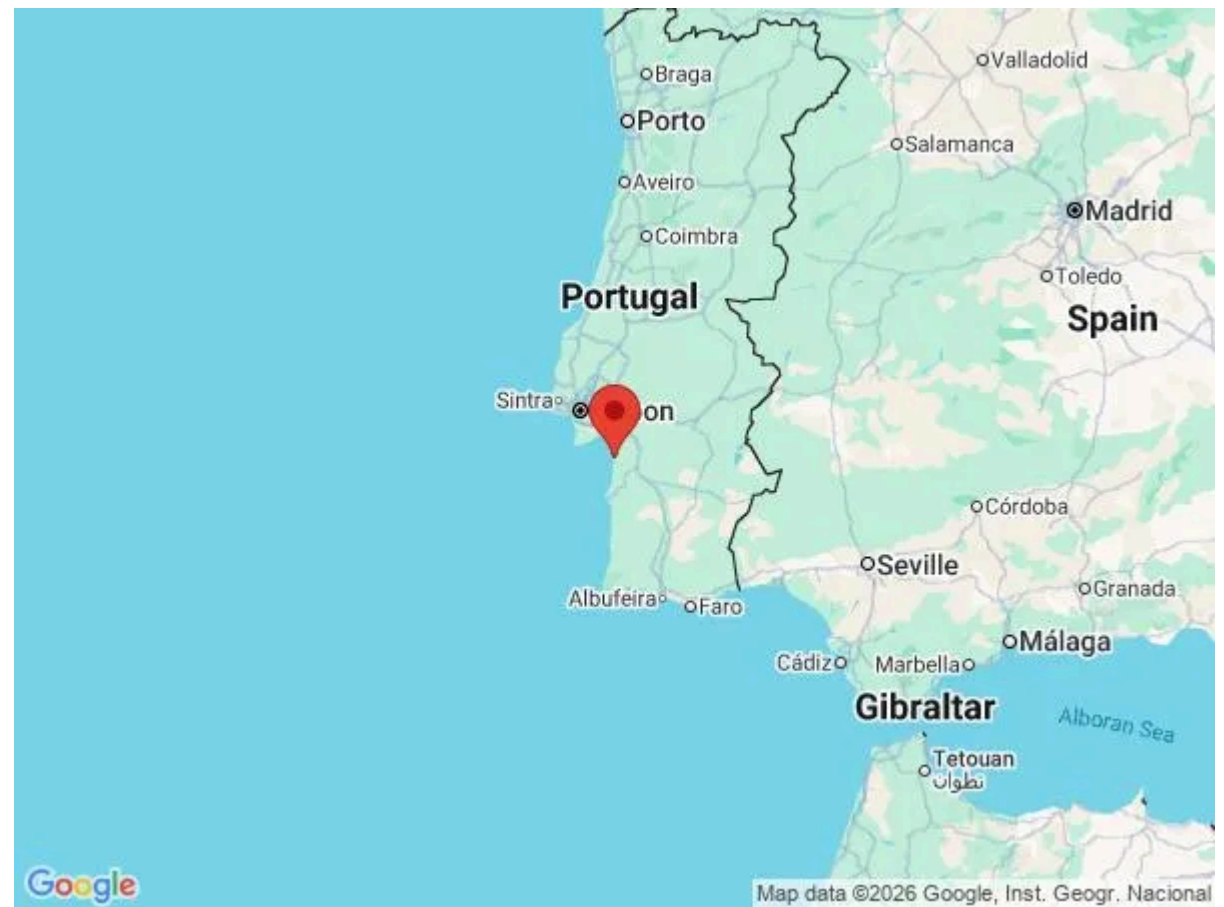 Braga
Valladolid
Porto
Salamanca
Aveiro
Madrid
Coimbra
Toledo
Portugal
Spain
Sintra
on
Córdoba
Seville
Granada
Albufeira
Faro
Málaga
Cádiz
Marbella
Gibraltar
Alboran Sea
Tetouan
تطوان
Google
Map data ©2026 Google, Inst. Geogr. Nacional